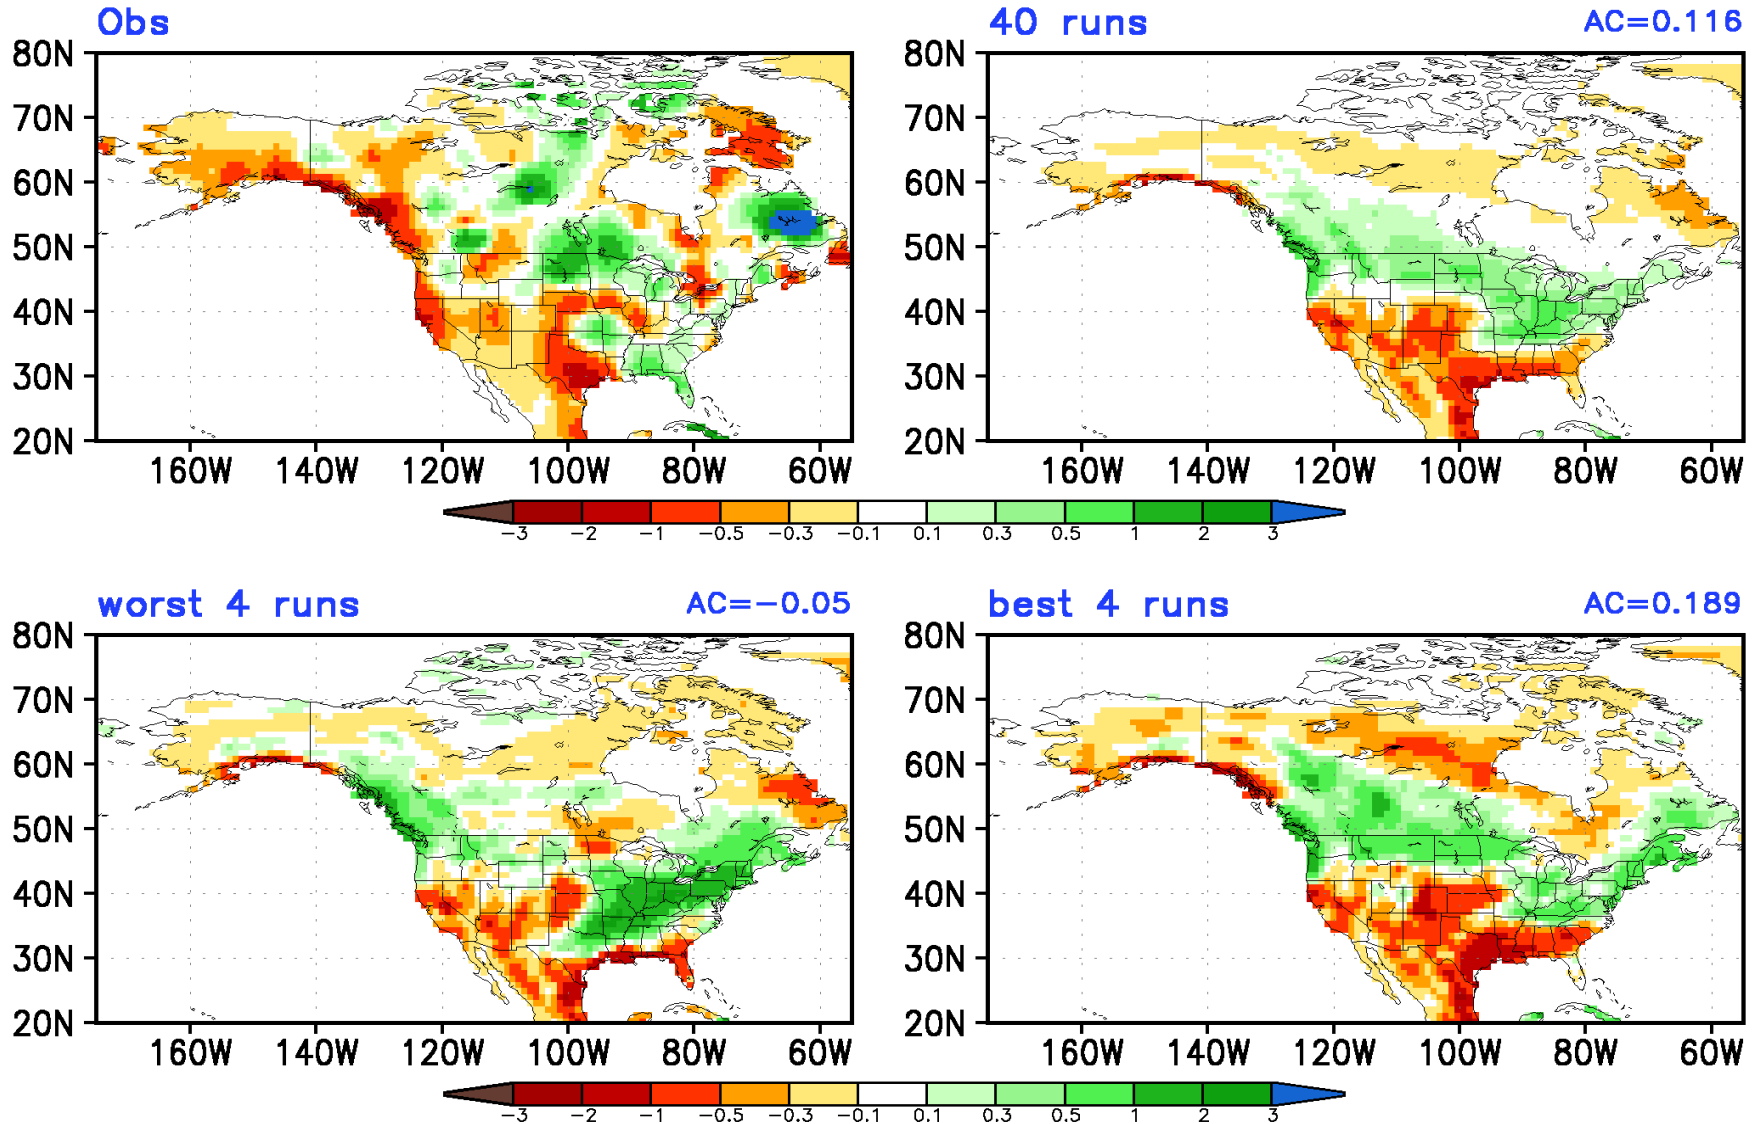 Obs
40 runs AC=0.116
80N 80N
70N 70N
60N 60N
50N 50N
40N 40N
30N 30N
20N 20N
160W 140W 120W 100W 80W 60W 160W 140W 120W 100W 80W 60W
−3 −2 −1 −0.5 −0.3 −0.1 0.1 0.3 0.5 1 2 3
worst 4 runs AC=−0.05
best 4 runs AC=0.189
80N 80N
70N 70N
60N 60N
50N 50N
40N 40N
30N 30N
20N 20N
160W 140W 120W 100W 80W 60W 160W 140W 120W 100W 80W 60W
−3 −2 −1 −0.5 −0.3 −0.1 0.1 0.3 0.5 1 2 3